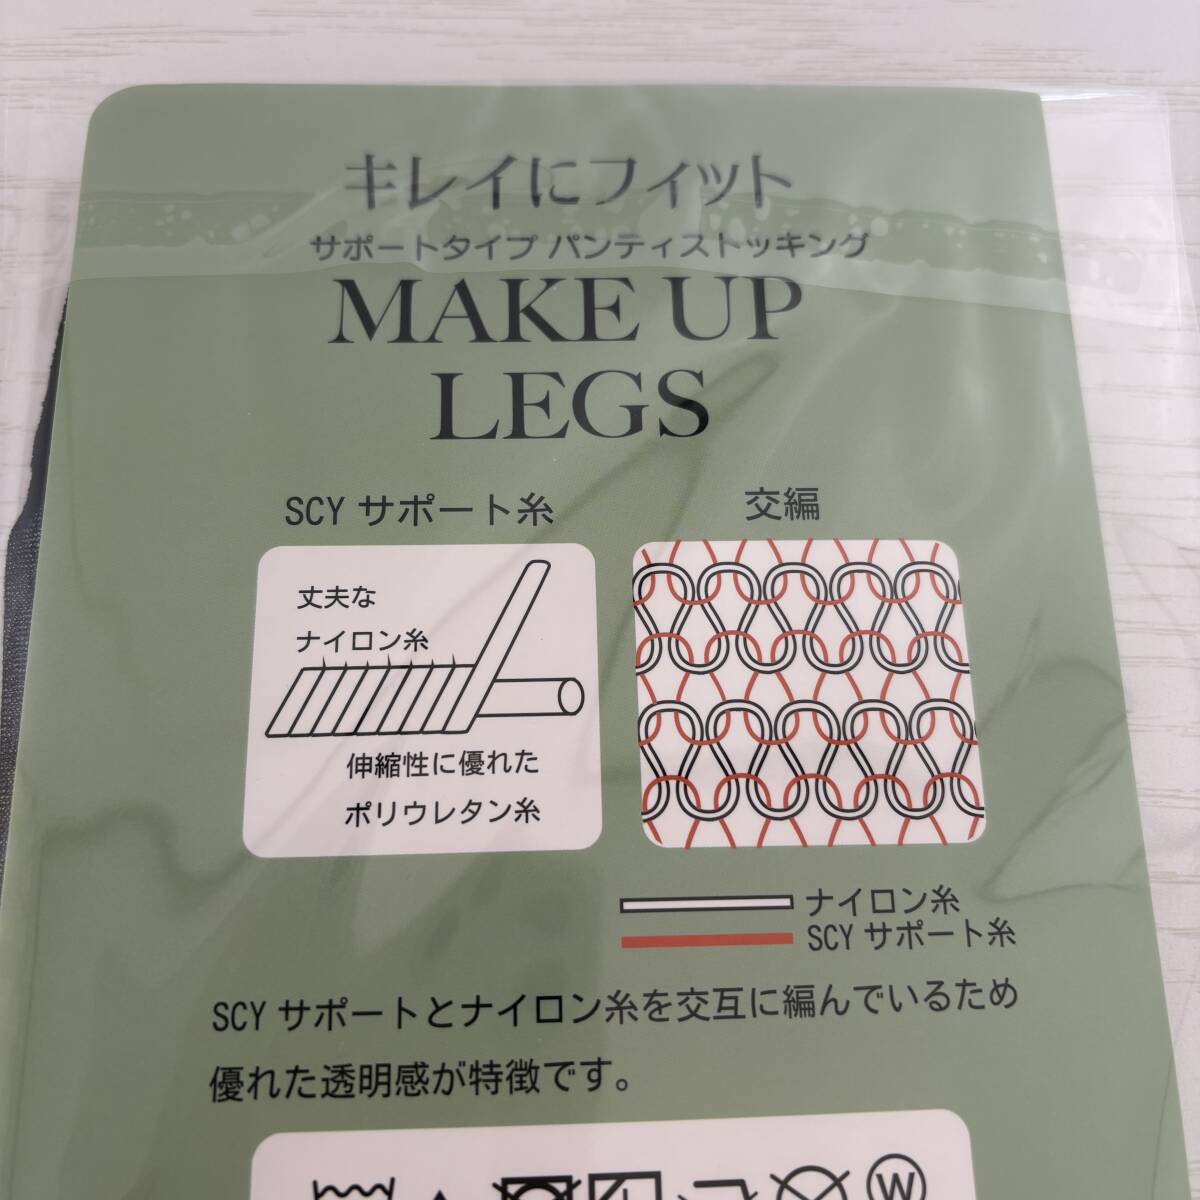 キレイにフィット
サポートタイプ パンティストッキング
MAKE UP
LEGS
SCY サポート糸
交編
丈夫な
ナイロン糸
伸縮性に優れた
ポリウレタン糸
ナイロン糸
SCY サポート糸
SCY サポートとナイロン糸を交互に編んでいるため
優れた透明感が特徴です。
W